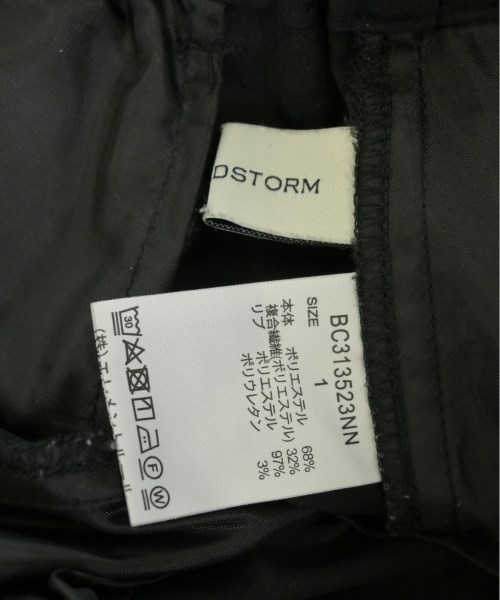 DSTORM
BC313523NN
SIZE 1
本体 ポリエステル 68%
複合繊維(ポリエステル) 32%
リブ ポリエステル 97%
ポリウレタン 3%
30
F
W